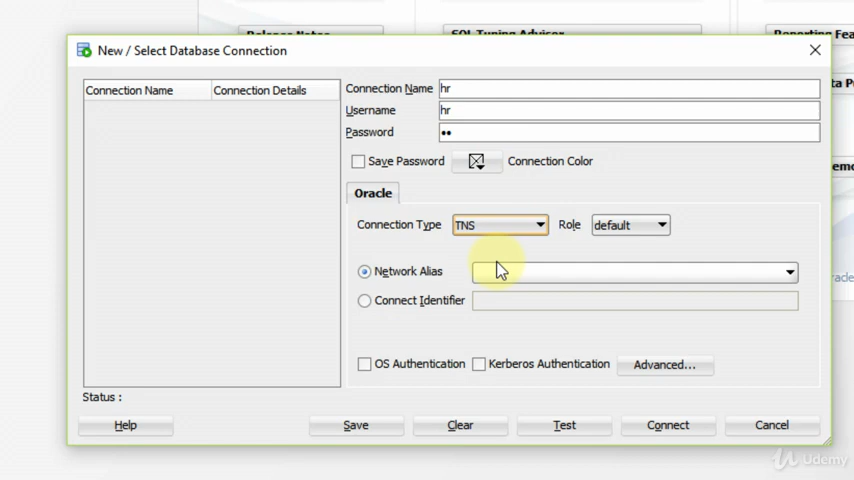 Release Notes
SQL Tuning Advisor
Reporting Fea
New / Select Database Connection
Connection Name
Connection Details
Connection Name
hr
Username
hr
Password
••
Save Password
Connection Color
Oracle
Connection Type
TNS
Role
default
Network Alias
Connect Identifier
OS Authentication
Kerberos Authentication
Advanced...
Status :
Help
Save
Clear
Test
Connect
Cancel
Udemy